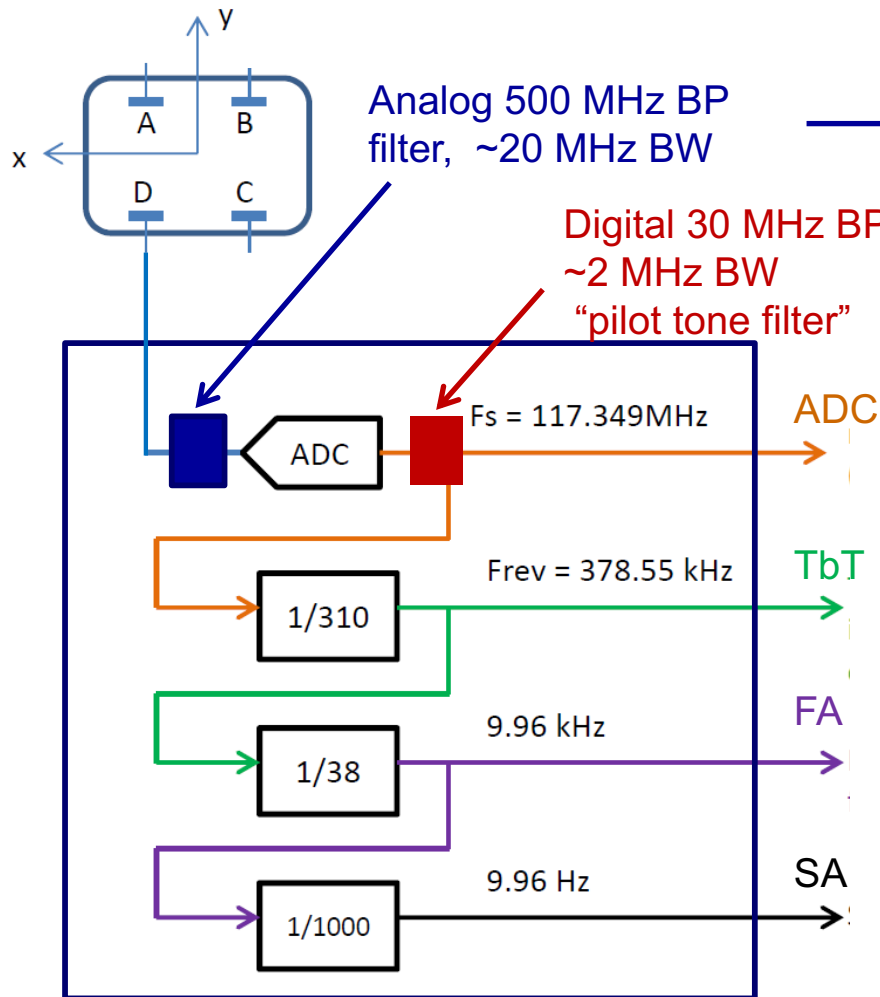 y
A
B
x
D
C
Analog 500 MHz BP
filter, ~20 MHz BW
Digital 30 MHz BP
~2 MHz BW
“pilot tone filter”
ADC
Fs = 117.349MHz
ADC
1/310
Frev = 378.55 kHz
TbT
1/38
9.96 kHz
FA
1/1000
9.96 Hz
SA